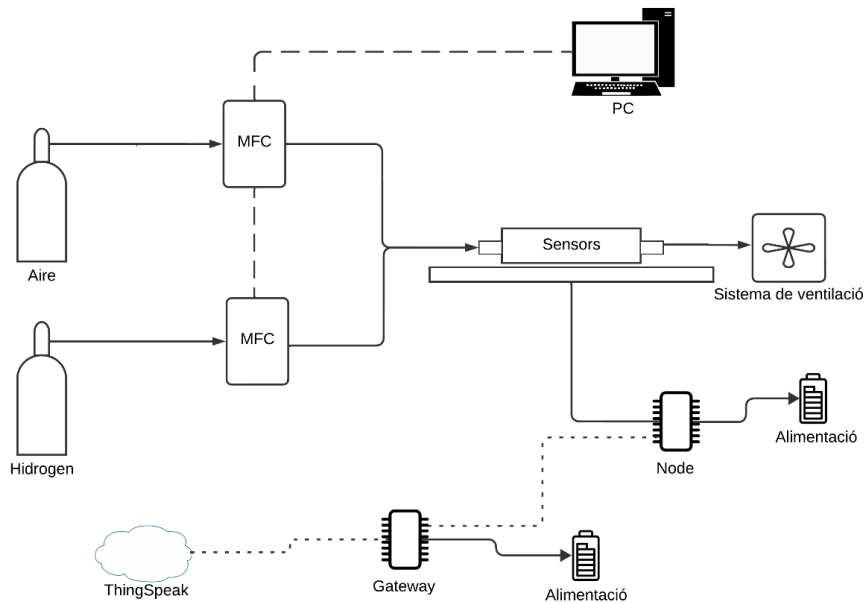 PC
MFC
Aire
Sensors
Sistema de ventilació
MFC
Hidrogen
Alimentació
Node
ThingSpeak
Gateway
Alimentació